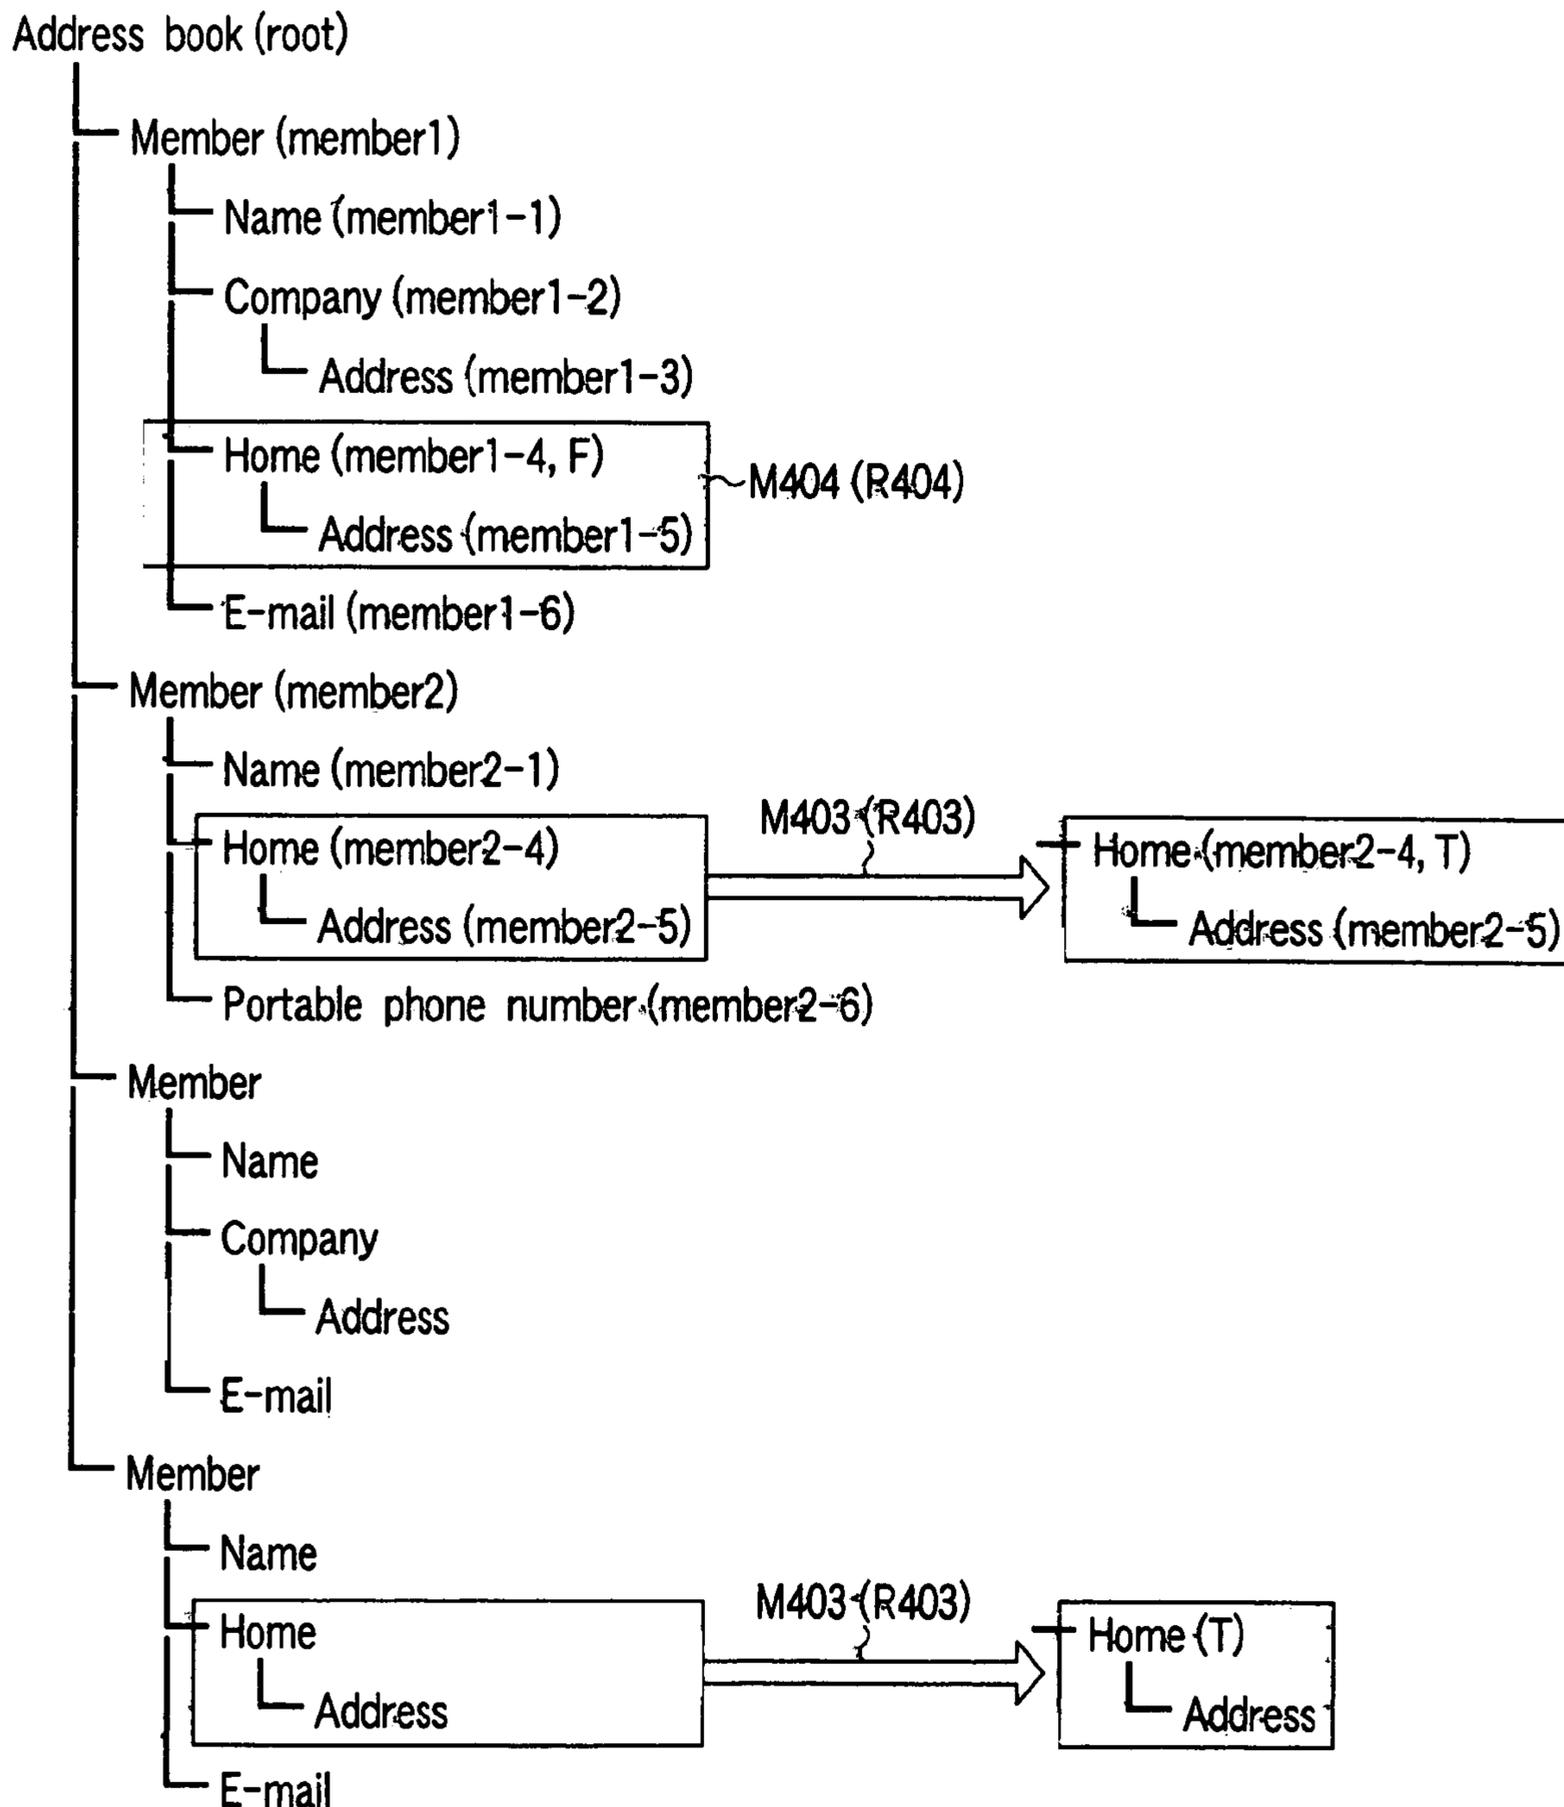 Address book (root)
Member (member1)
Name (member1-1)
Company (member1-2)
Address (member1-3)
Home (member1-4, F)
M404 (R404)
Address (member1-5)
E-mail (member1-6)
Member (member2)
Name (member2-1)
M403 (R403)
Home (member2-4)
Home (member2-4, T)
Address (member2-5)
Address (member2-5)
Portable phone number (member2-6)
Member
Name
Company
Address
E-mail
Member
Name
M403 (R403)
Home
Home (T)
Address
Address
E-mail